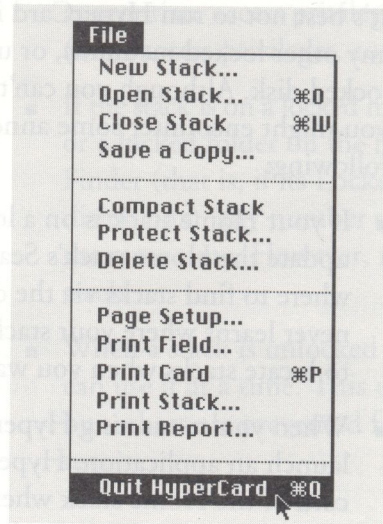 File
New Stack...
Open Stack... ⌘O
Close Stack ⌘W
Save a Copy...
Compact Stack
Protect Stack...
Delete Stack...
Page Setup...
Print Field...
Print Card ⌘P
Print Stack...
Print Report...
Quit HyperCard ⌘Q